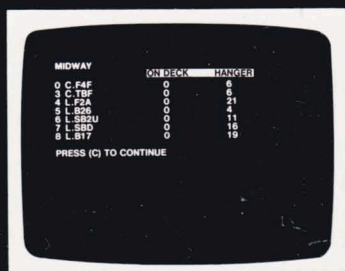 MIDWAY
ON DECK HANGER
0 C.F4F 0 6
3 C.TBF 0 6
4 L.F2A 0 21
5 L.B26 0 4
6 L.SB2U 0 11
7 L.SBD 0 16
8 L.B17 0 19
PRESS (C) TO CONTINUE